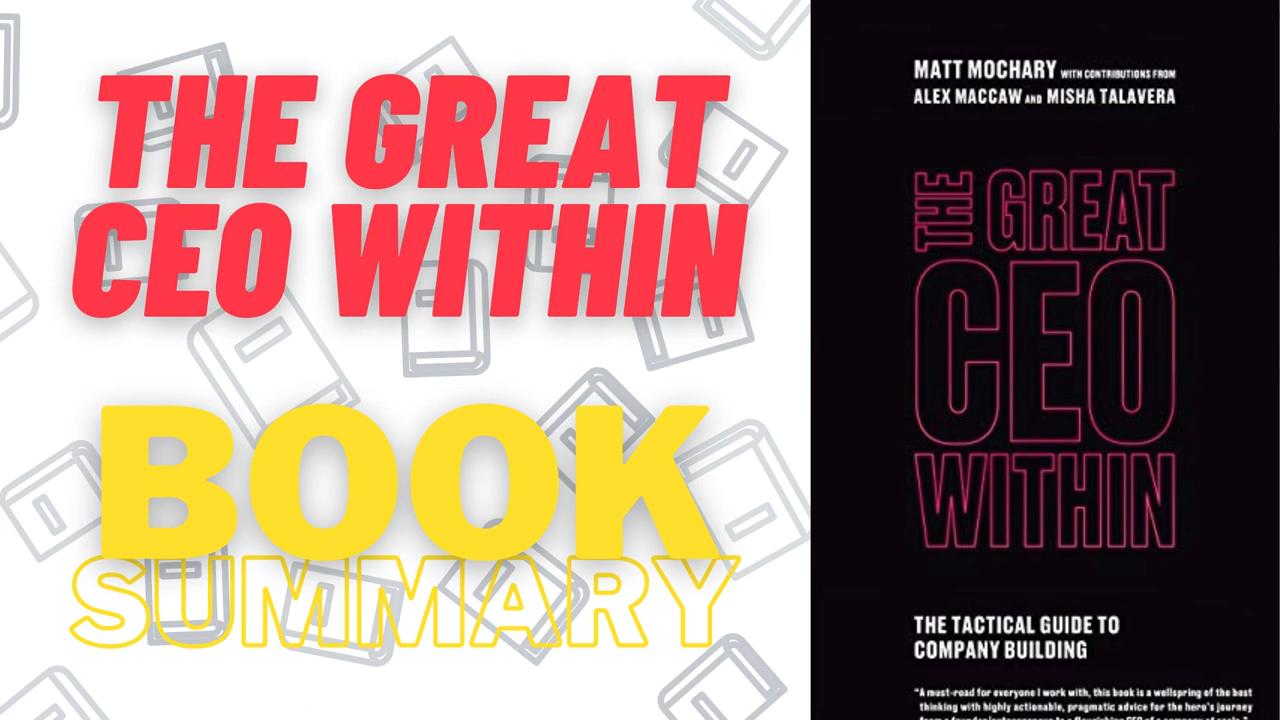 THE GREAT
CEO WITHIN
BOOK
SUMMARY
MATT MOCHARY WITH CONTRIBUTIONS FROM
ALEX MACCAW AND MISHA TALAVERA
THE GREAT
CEO
WITHIN
THE TACTICAL GUIDE TO
COMPANY BUILDING
"A must-read for everyone I work with, this book is a wellspring of the best
thinking with highly actionable, pragmatic advice for the hero's journey